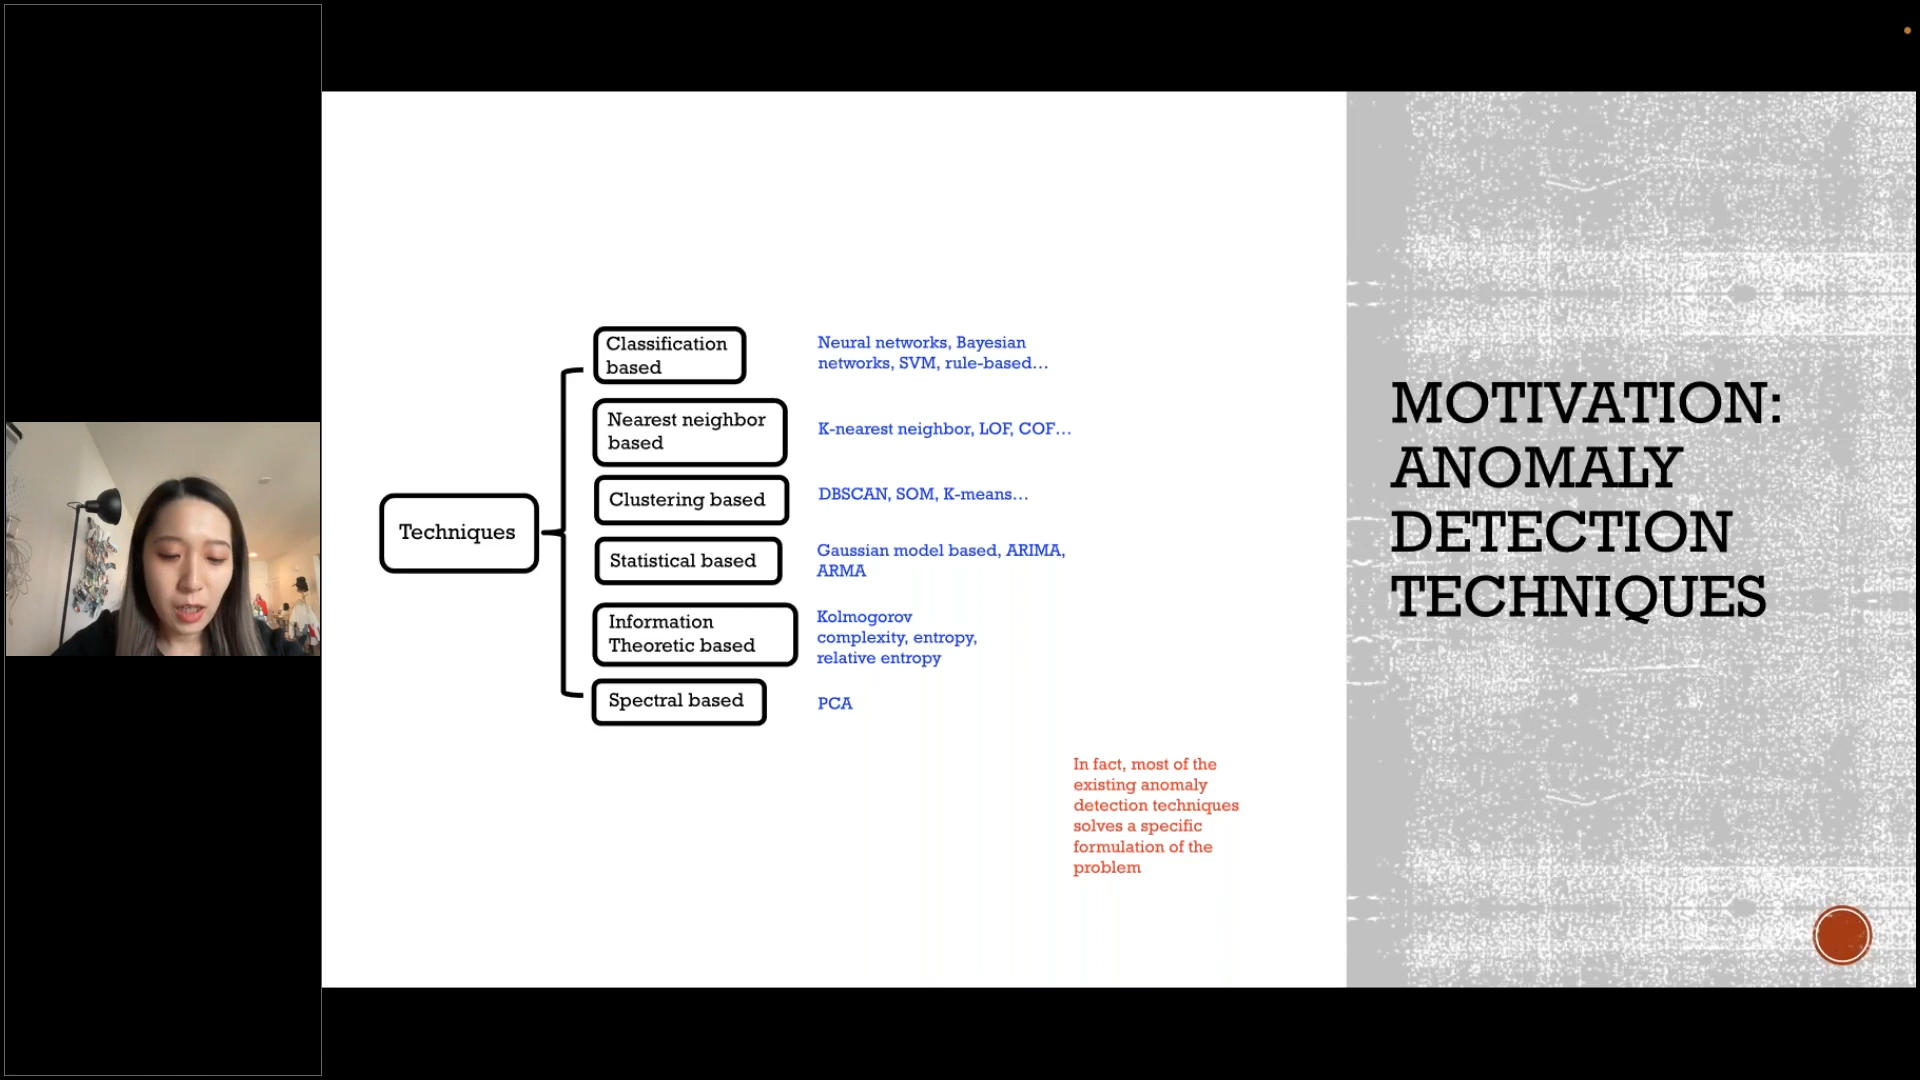 Techniques
Classification
based
Neural networks, Bayesian
networks, SVM, rule-based...
Nearest neighbor
based
K-nearest neighbor, LOF, COF...
Clustering based
DBSCAN, SOM, K-means...
Statistical based
Gaussian model based, ARIMA,
ARMA
Information
Theoretic based
Kolmogorov
complexity, entropy,
relative entropy
Spectral based
PCA
In fact, most of the
existing anomaly
detection techniques
solves a specific
formulation of the
problem
MOTIVATION:
ANOMALY
DETECTION
TECHNIQUES